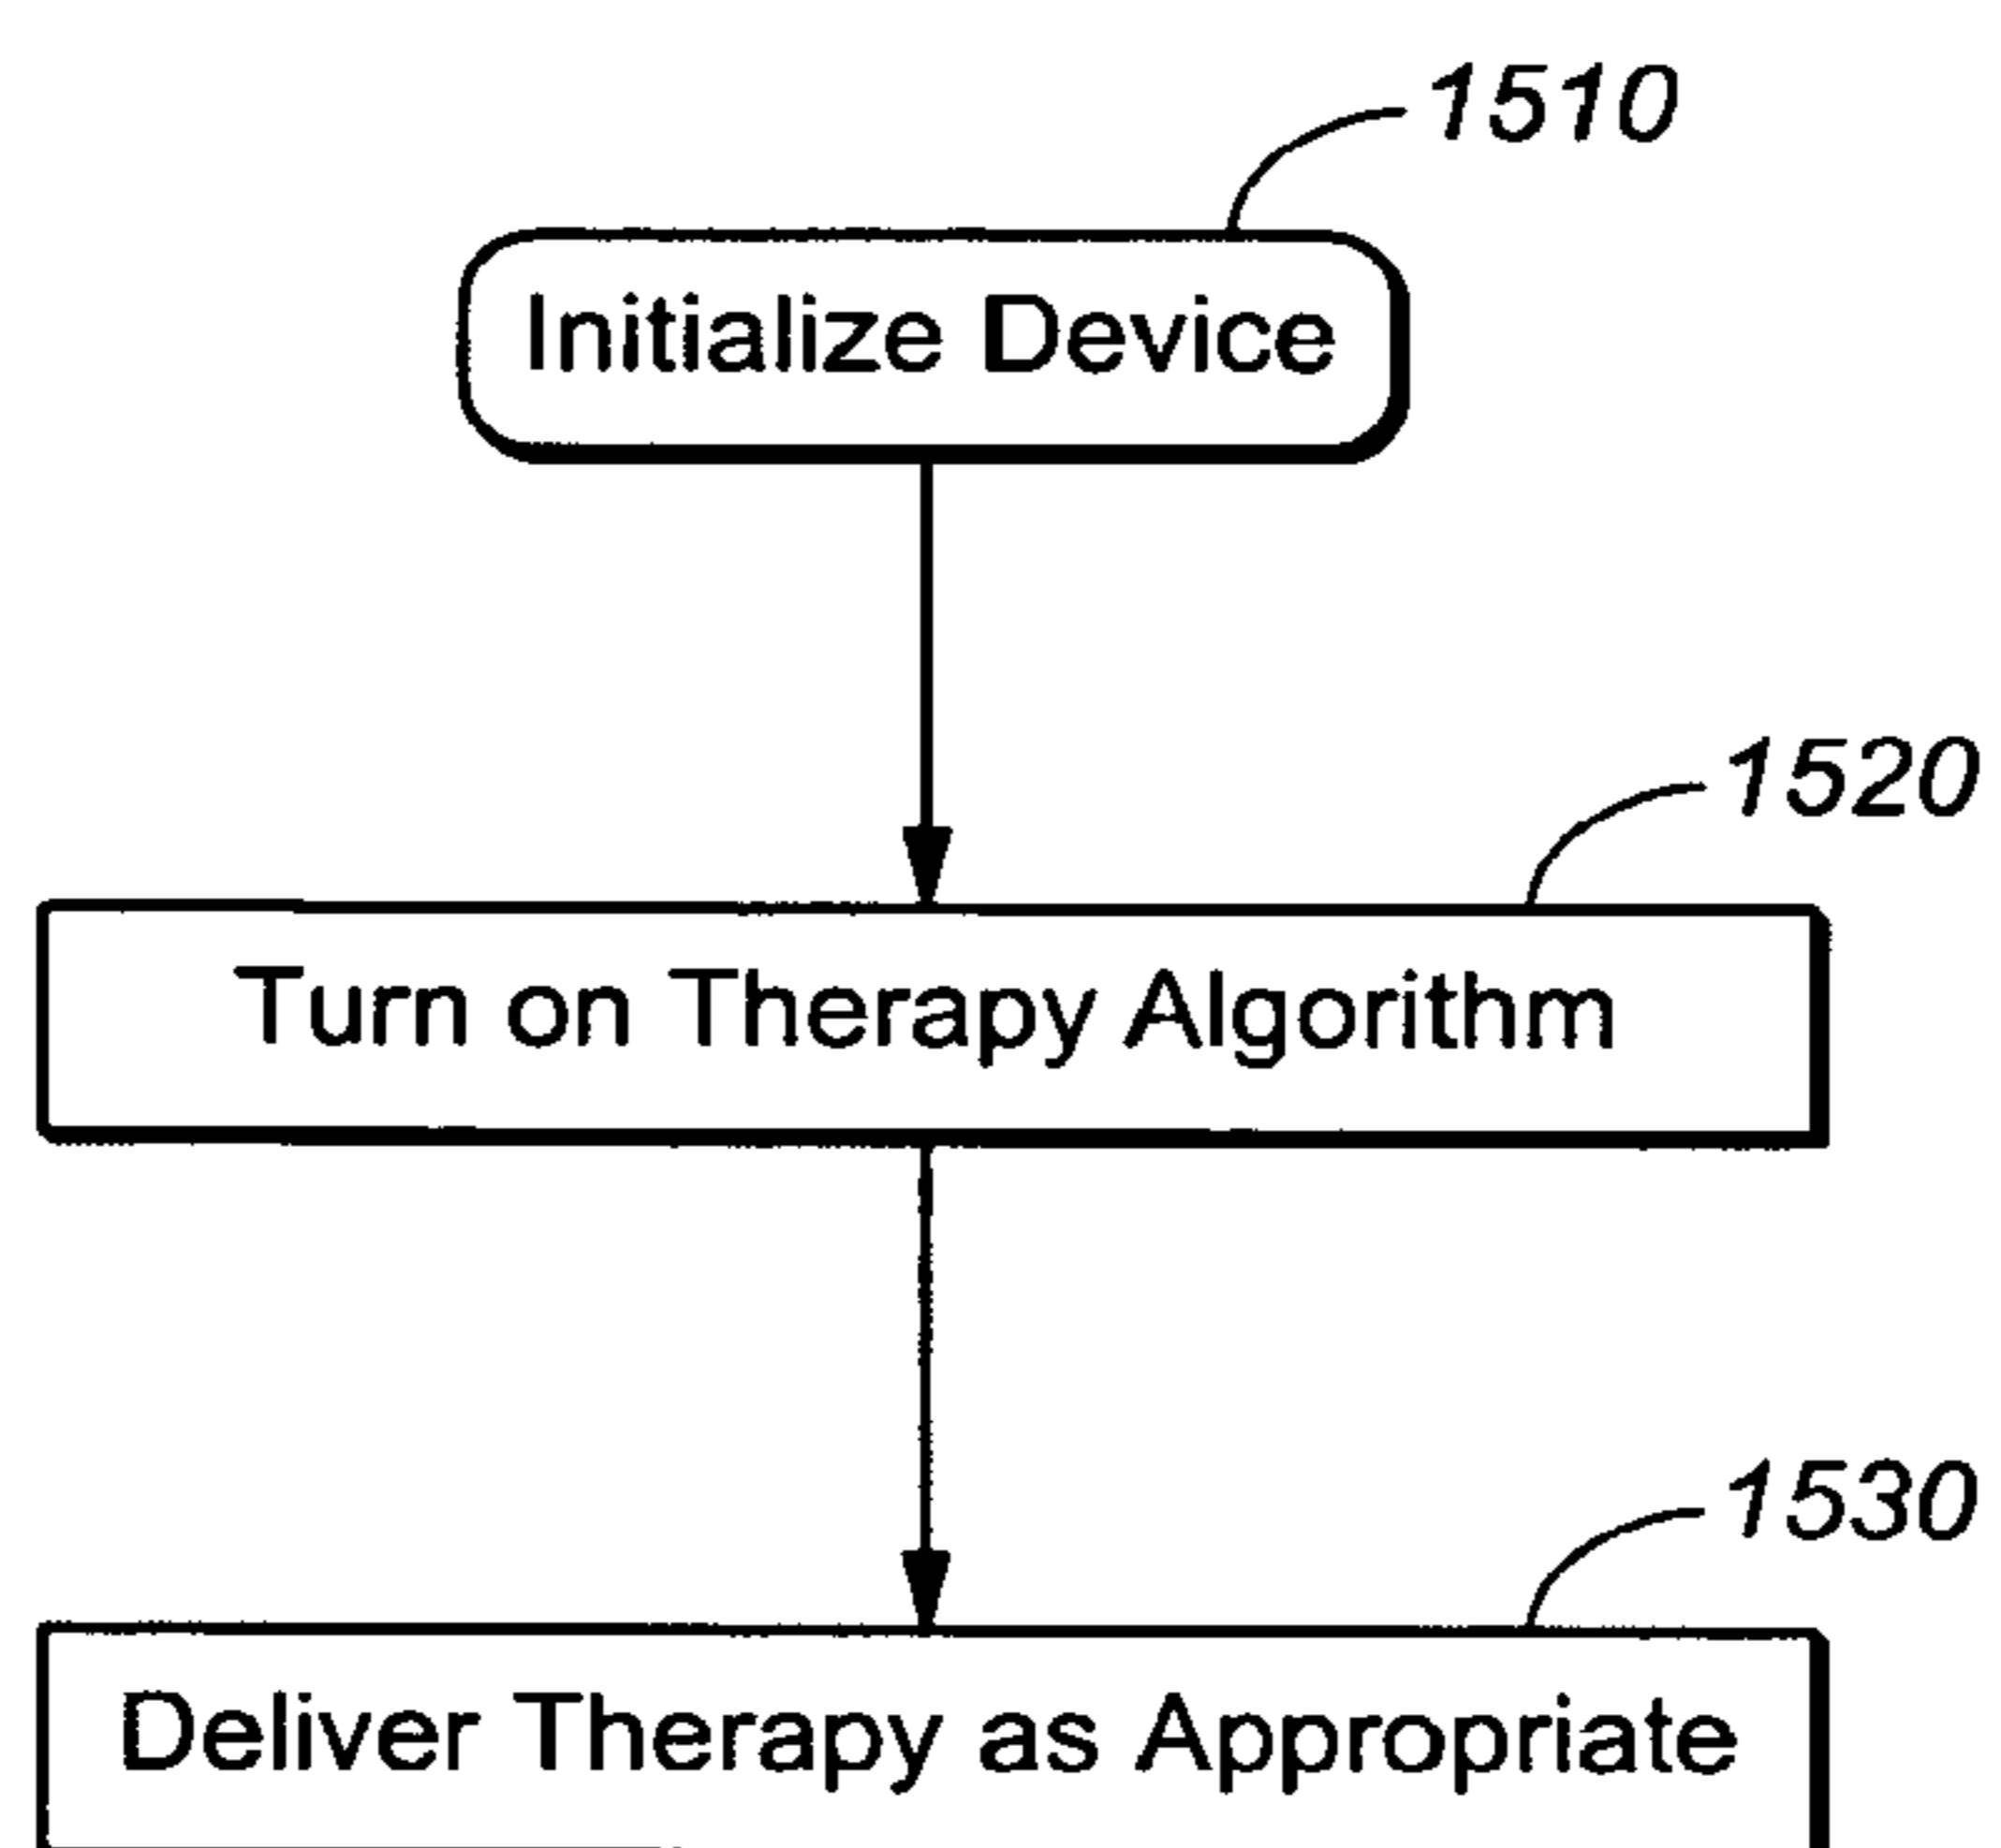 1510
Initialize Device
1520
Turn on Therapy Algorithm
1530
Deliver Therapy as Appropriate